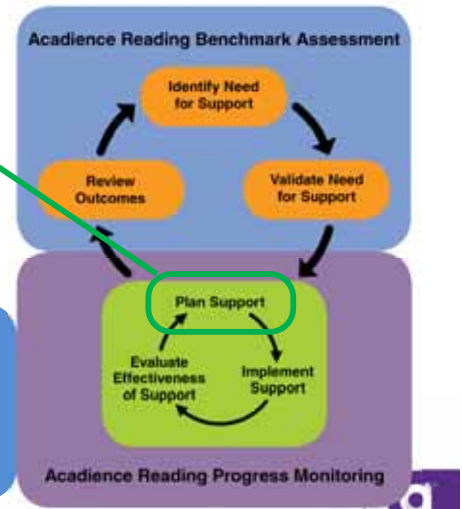 Acadience Reading Benchmark Assessment
Identify Need
for Support
Review
Outcomes
Validate Need
for Support
Plan Support
Evaluate
Effectiveness
of Support
Implement
Support
Acadience Reading Progress Monitoring